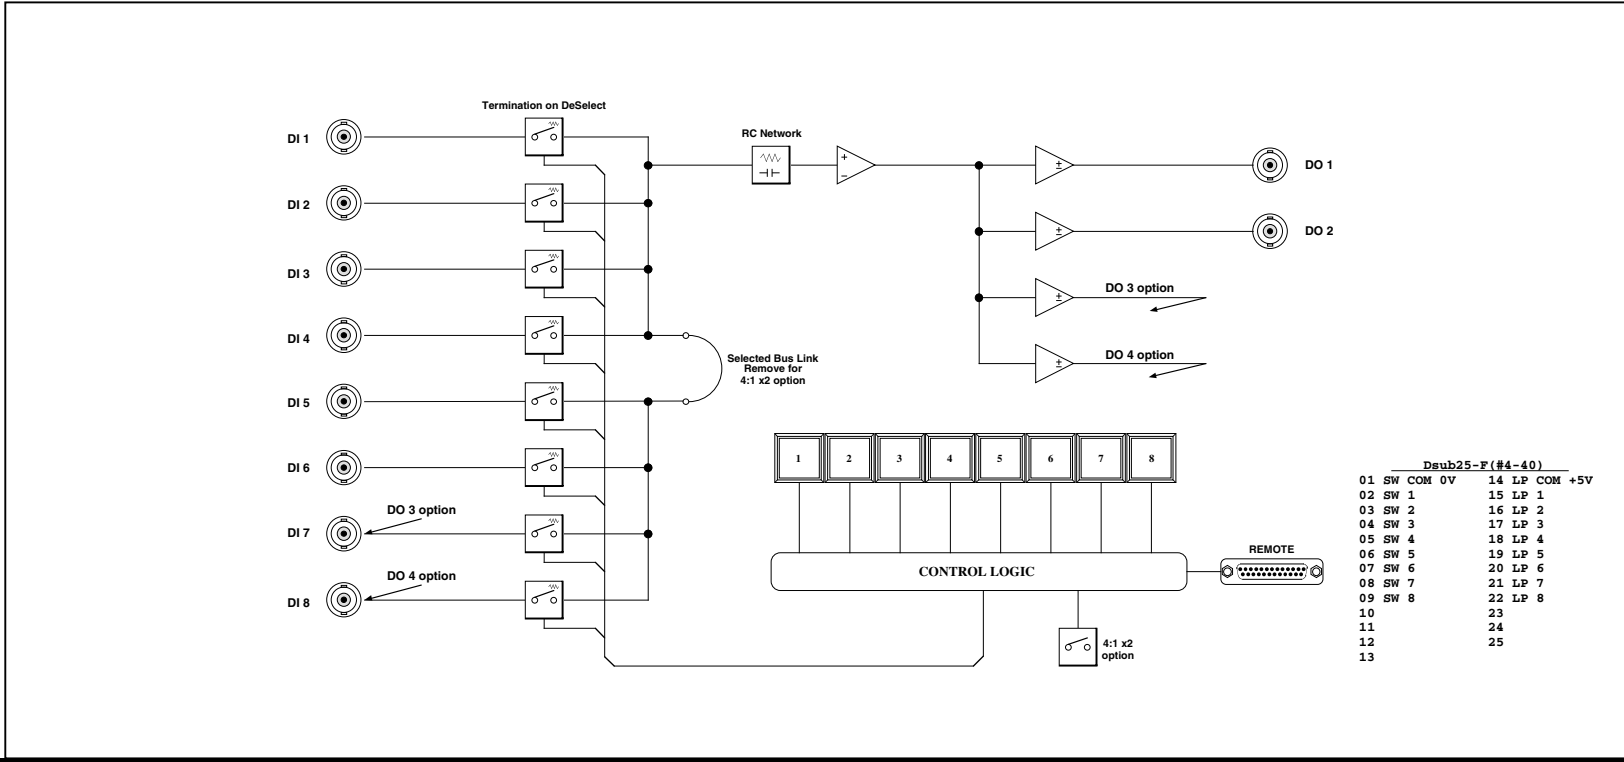 Termination on DeSelect
DI 1
DI 2
DI 3
DI 4
DI 5
DI 6
DO 3 option
DI 7
DO 4 option
DI 8
RC Network
+
−
±
DO 1
±
DO 2
±
DO 3 option
±
DO 4 option
Selected Bus Link
Remove for
4:1 x2 option
1 2 3 4 5 6 7 8
CONTROL LOGIC
REMOTE
4:1 x2
option
Dsub25-F(#4-40)
01 SW COM 0V 14 LP COM +5V
02 SW 1 15 LP 1
03 SW 2 16 LP 2
04 SW 3 17 LP 3
05 SW 4 18 LP 4
06 SW 5 19 LP 5
07 SW 6 20 LP 6
08 SW 7 21 LP 7
09 SW 8 22 LP 8
10 23
11 24
12 25
13